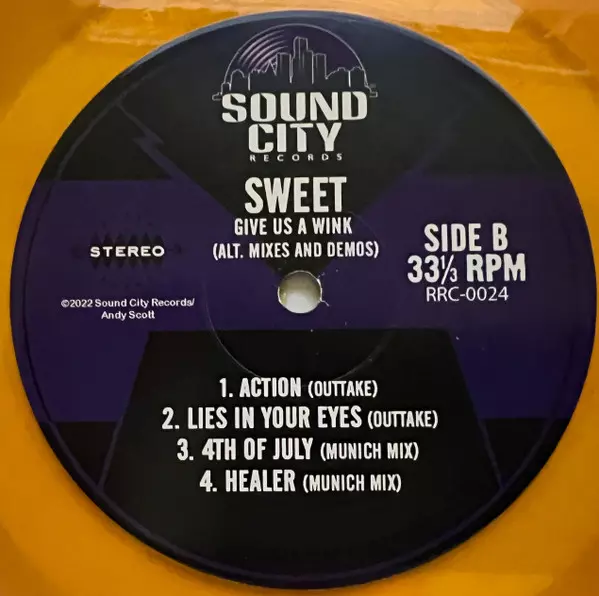 SOUND
CITY
RECORDS
SWEET
GIVE US A WINK
(ALT. MIXES AND DEMOS)
STEREO
SIDE B
33⅓ RPM
RRC-0024
©2022 Sound City Records/
Andy Scott
1. ACTION (OUTTAKE)
2. LIES IN YOUR EYES (OUTTAKE)
3. 4TH OF JULY (MUNICH MIX)
4. HEALER (MUNICH MIX)